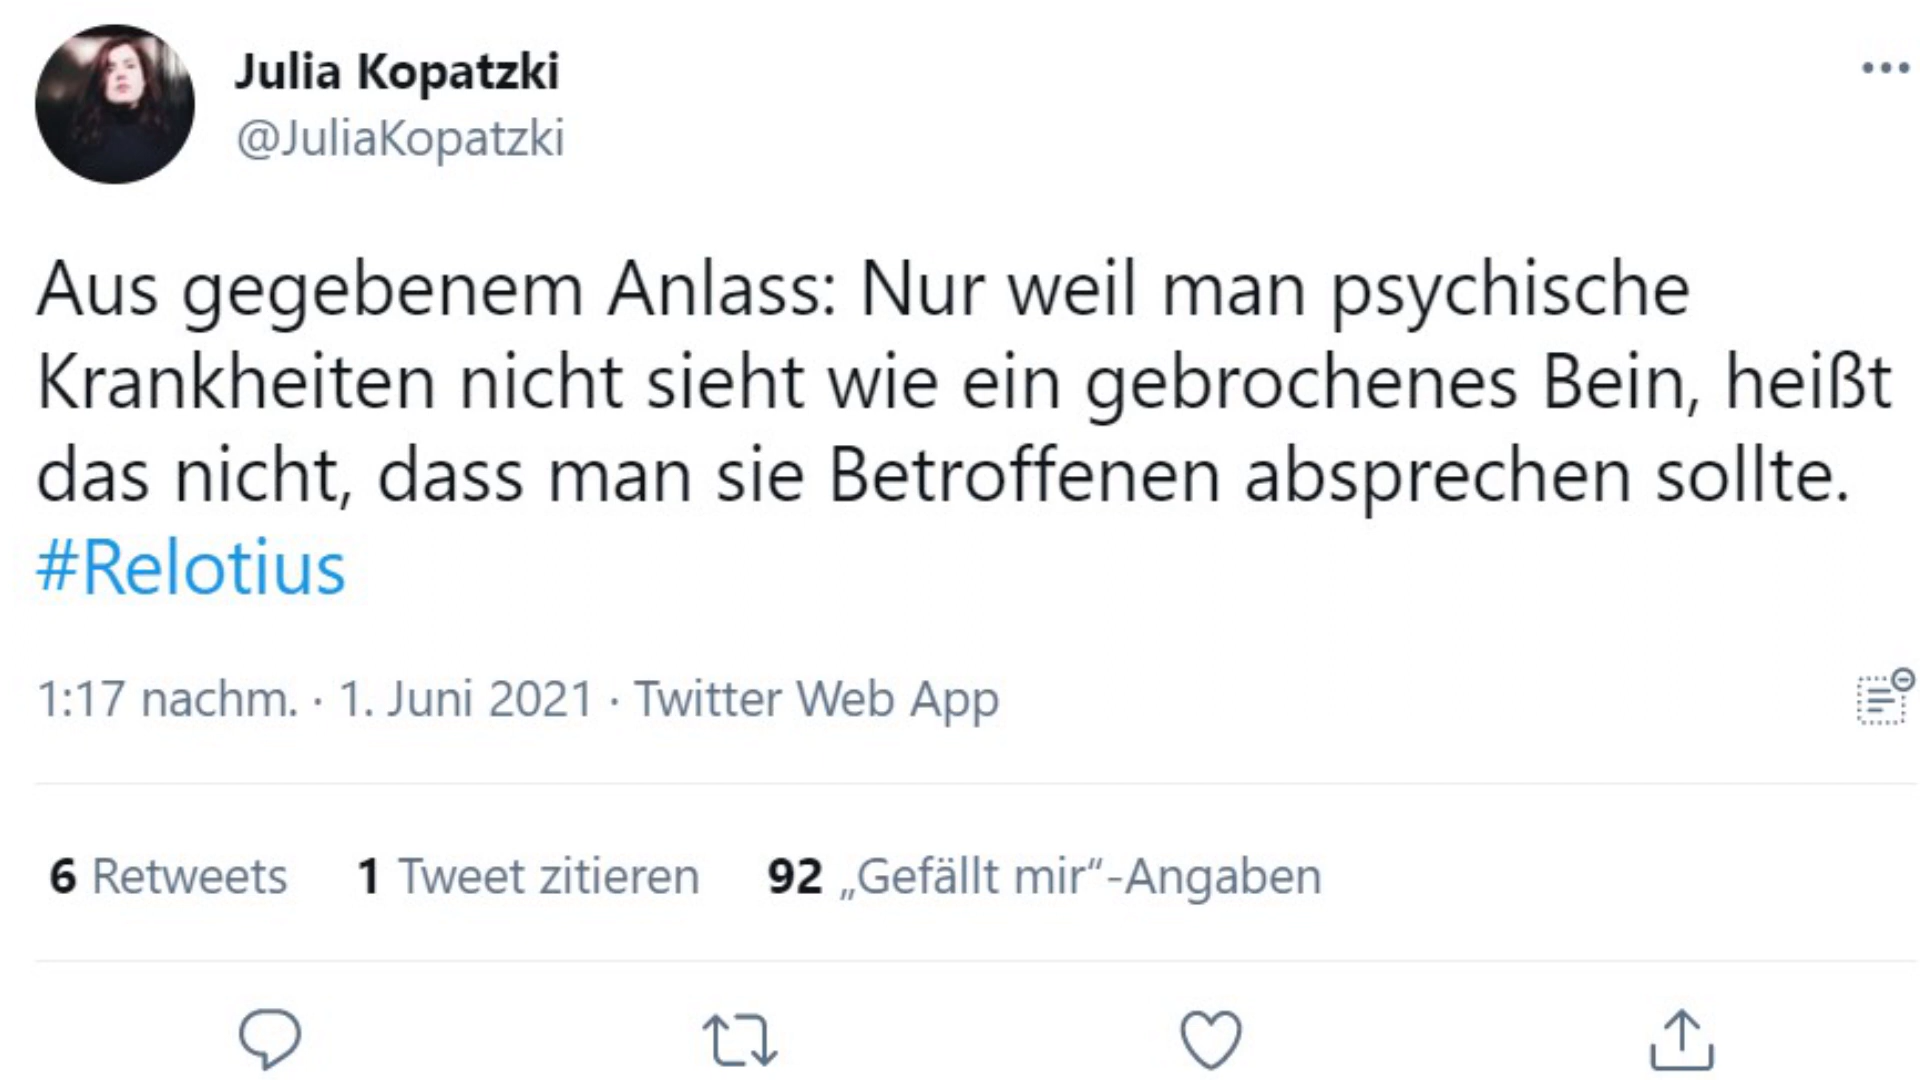 Julia Kopatzki
@JuliaKopatzki
Aus gegebenem Anlass: Nur weil man psychische
Krankheiten nicht sieht wie ein gebrochenes Bein, heißt
das nicht, dass man sie Betroffenen absprechen sollte.
#Relotius
1:17 nachm. · 1. Juni 2021 · Twitter Web App
6 Retweets 1 Tweet zitieren 92 „Gefällt mir“-Angaben